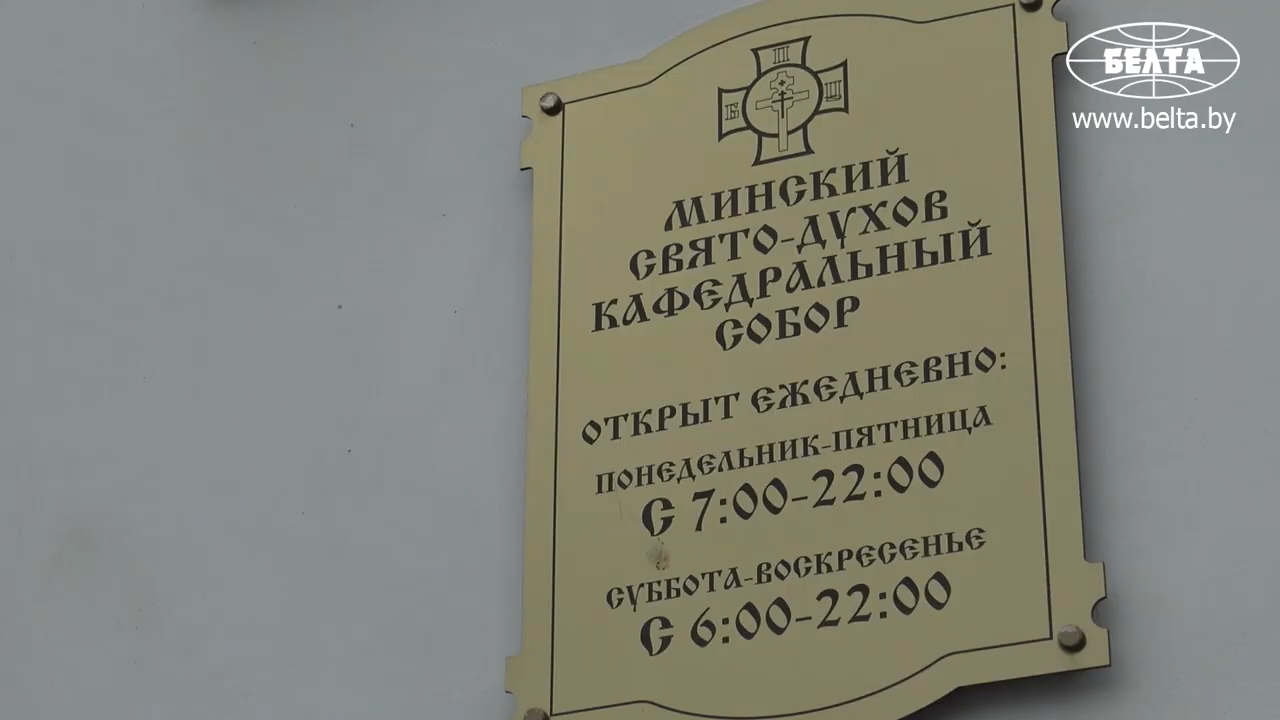 БЕЛТА
www.belta.by
П
Б Ш
МИНСКИЙ
СВЯТО-ДУХОВ
КАФЕДРАЛЬНЫЙ
СОБОР
ОТКРЫТ ЕЖЕДНЕВНО:
ПОНЕДЕЛЬНИК-ПЯТНИЦА
С 7:00-22:00
СУББОТА-ВОСКРЕСЕНЬЕ
С 6:00-22:00